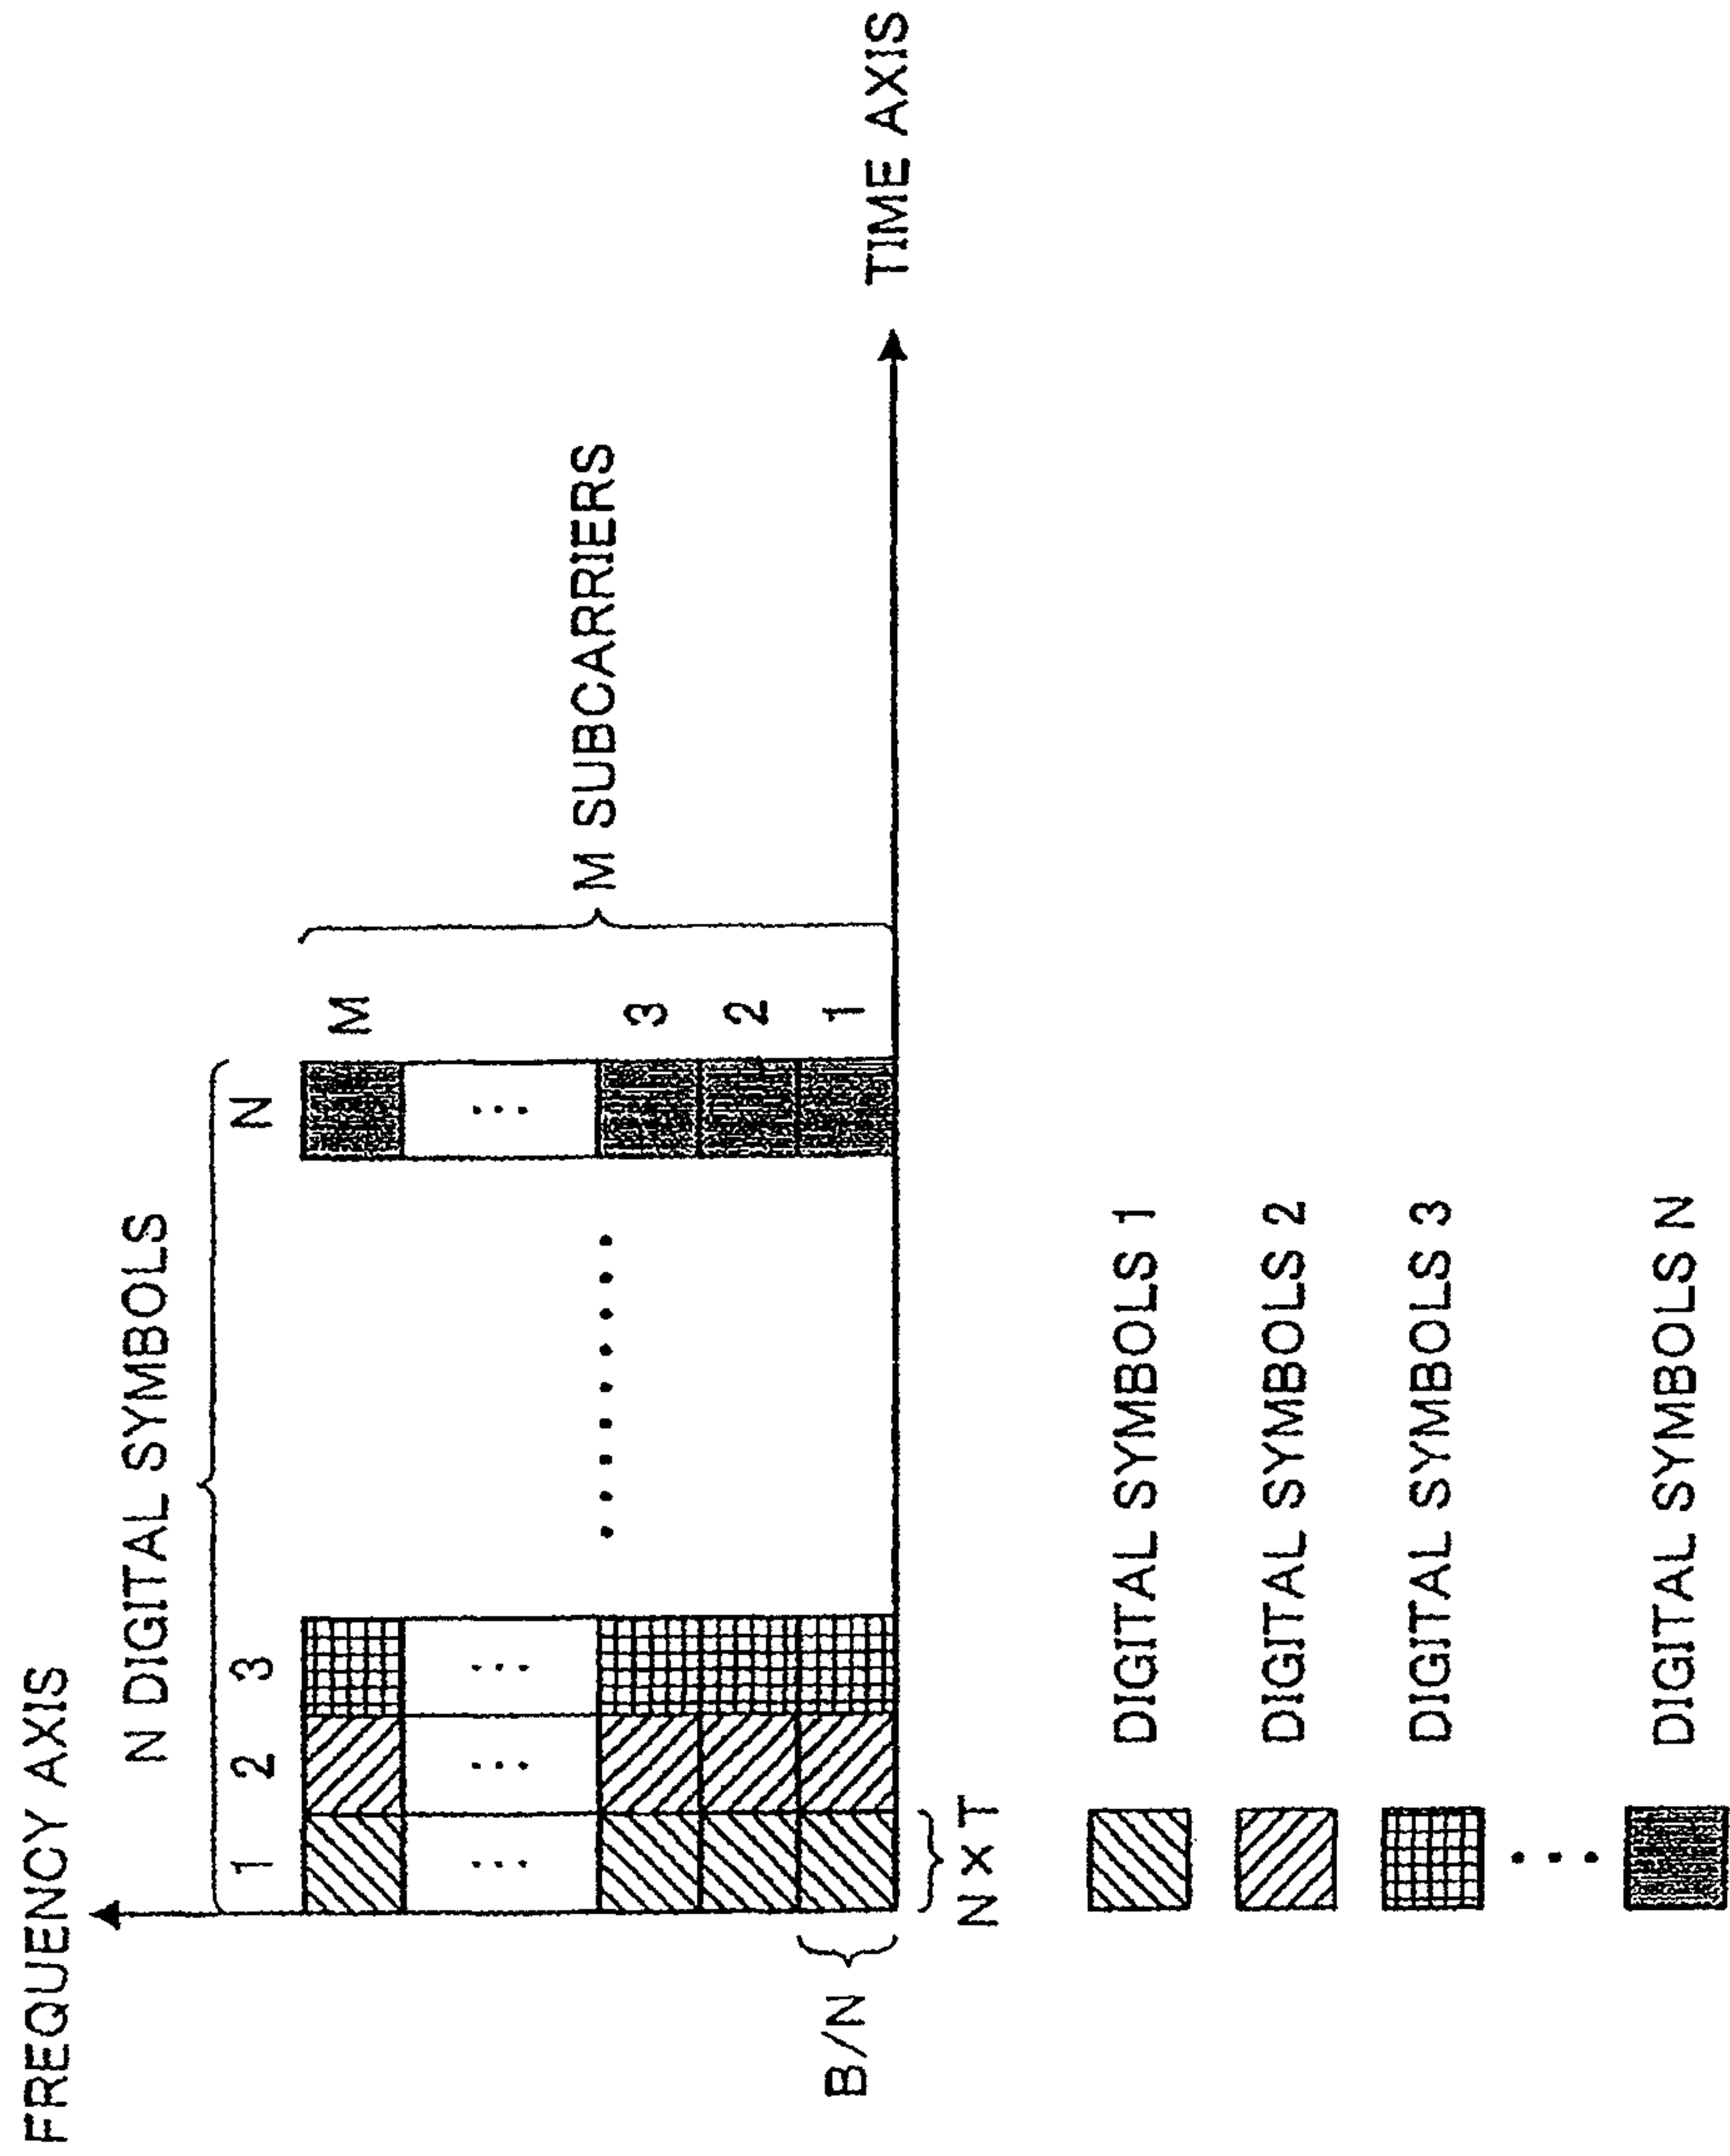 FREQUENCY AXIS
N DIGITAL SYMBOLS
1 2 3 N
M
3
2
1
M SUBCARRIERS
B/N
N×T
TIME AXIS
DIGITAL SYMBOLS 1
DIGITAL SYMBOLS 2
DIGITAL SYMBOLS 3
DIGITAL SYMBOLS N